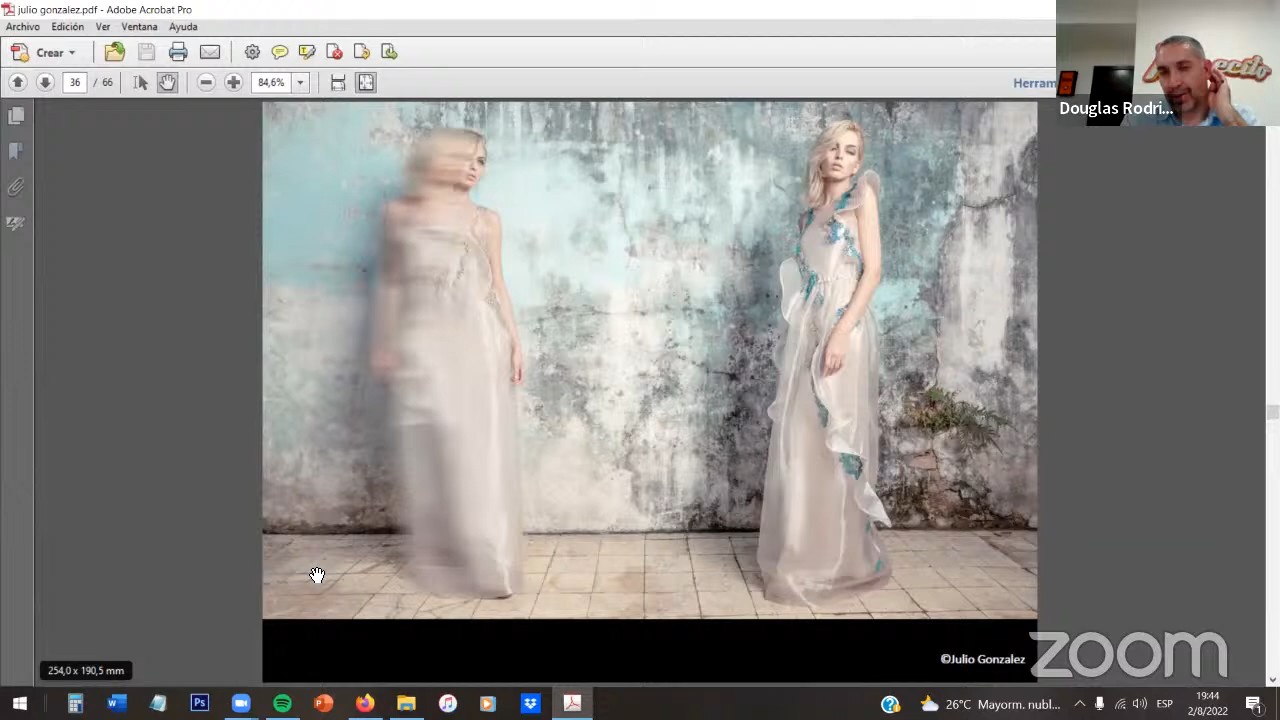 julio gonzalez.pdf - Adobe Acrobat Pro
Archivo Edición Ver Ventana Ayuda
Crear
36 / 66 84,6% Herram
Douglas Rodri...
©Julio Gonzalez
zoom
254,0 x 190,5 mm
26°C Mayorm. nubl... ESP 19:44
2/8/2022